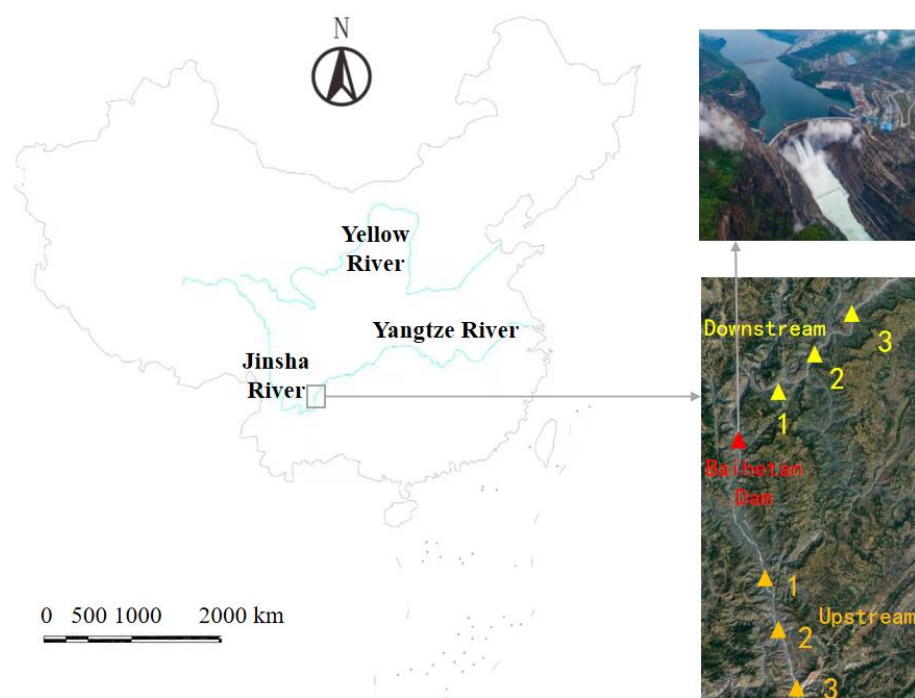 N
Yellow
River
Yangtze River
Jinsha
River
0 500 1000 2000 km
Downstream
3
2
1
Baihetan
Dam
1
Upstream
2
3